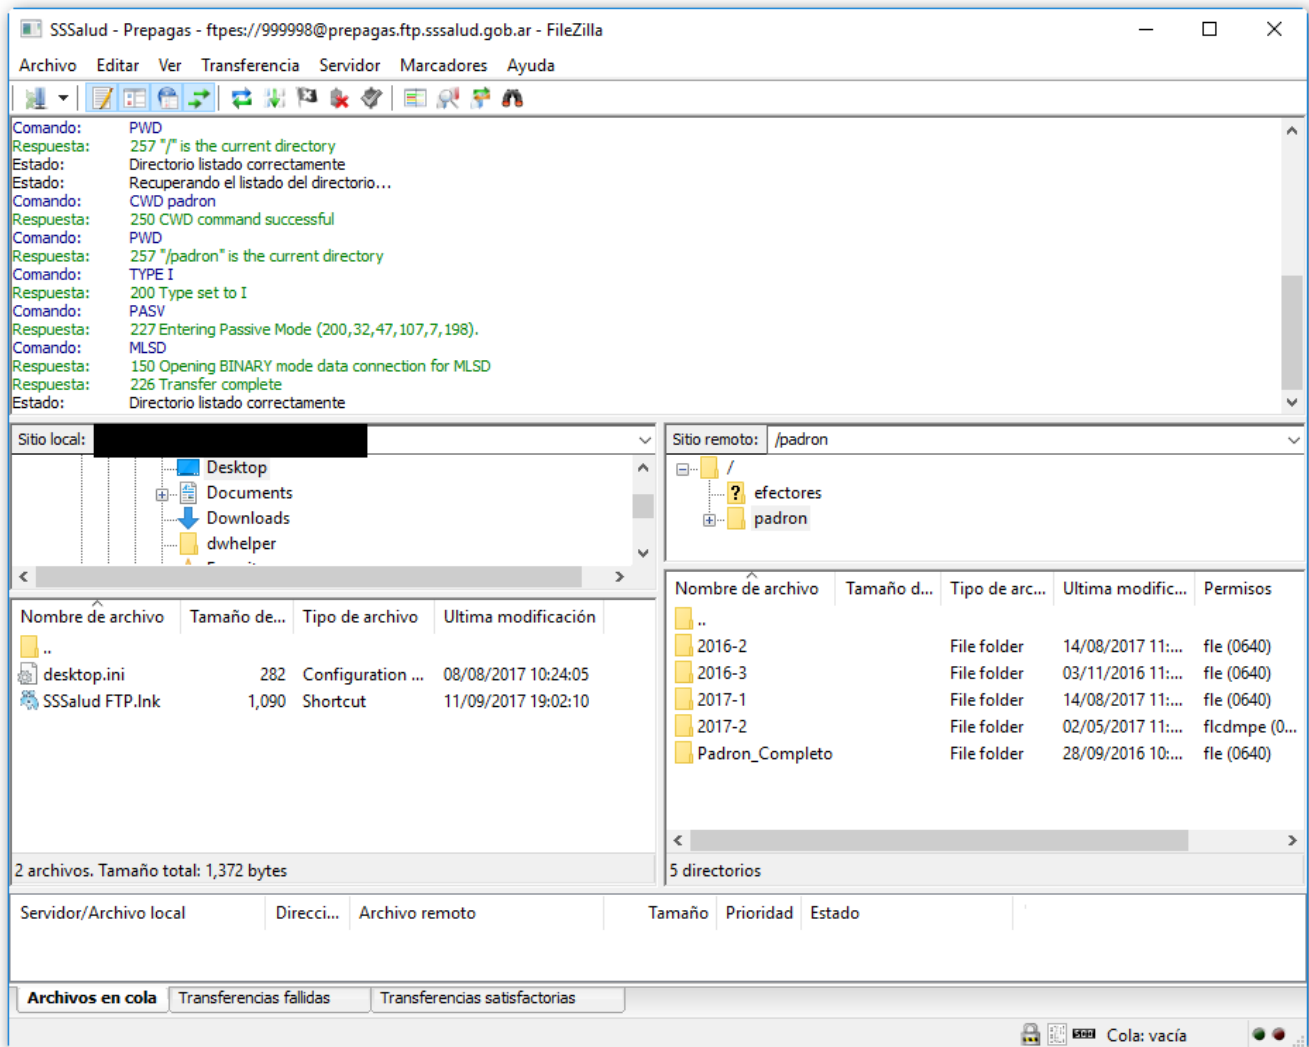 SSSalud - Prepagas - ftpes://999998@prepagas.ftp.sssalud.gob.ar - FileZilla
Archivo Editar Ver Transferencia Servidor Marcadores Ayuda
Comando: PWD
Respuesta: 257 "/" is the current directory
Estado: Directorio listado correctamente
Estado: Recuperando el listado del directorio...
Comando: CWD padron
Respuesta: 250 CWD command successful
Comando: PWD
Respuesta: 257 "/padron" is the current directory
Comando: TYPE I
Respuesta: 200 Type set to I
Comando: PASV
Respuesta: 227 Entering Passive Mode (200,32,47,107,7,198).
Comando: MLSD
Respuesta: 150 Opening BINARY mode data connection for MLSD
Respuesta: 226 Transfer complete
Estado: Directorio listado correctamente
Sitio local:
Desktop
Documents
Downloads
dwhelper
Nombre de archivo Tamaño de... Tipo de archivo Ultima modificación
..
desktop.ini 282 Configuration ... 08/08/2017 10:24:05
SSSalud FTP.lnk 1,090 Shortcut 11/09/2017 19:02:10
2 archivos. Tamaño total: 1,372 bytes
Sitio remoto: /padron
/
? efectores
padron
Nombre de archivo Tamaño d... Tipo de arc... Ultima modific... Permisos
..
2016-2 File folder 14/08/2017 11:... fle (0640)
2016-3 File folder 03/11/2016 11:... fle (0640)
2017-1 File folder 14/08/2017 11:... fle (0640)
2017-2 File folder 02/05/2017 11:... flcdmpe (0...
Padron_Completo File folder 28/09/2016 10:... fle (0640)
5 directorios
Servidor/Archivo local Direcci... Archivo remoto Tamaño Prioridad Estado
Archivos en cola Transferencias fallidas Transferencias satisfactorias
Cola: vacía